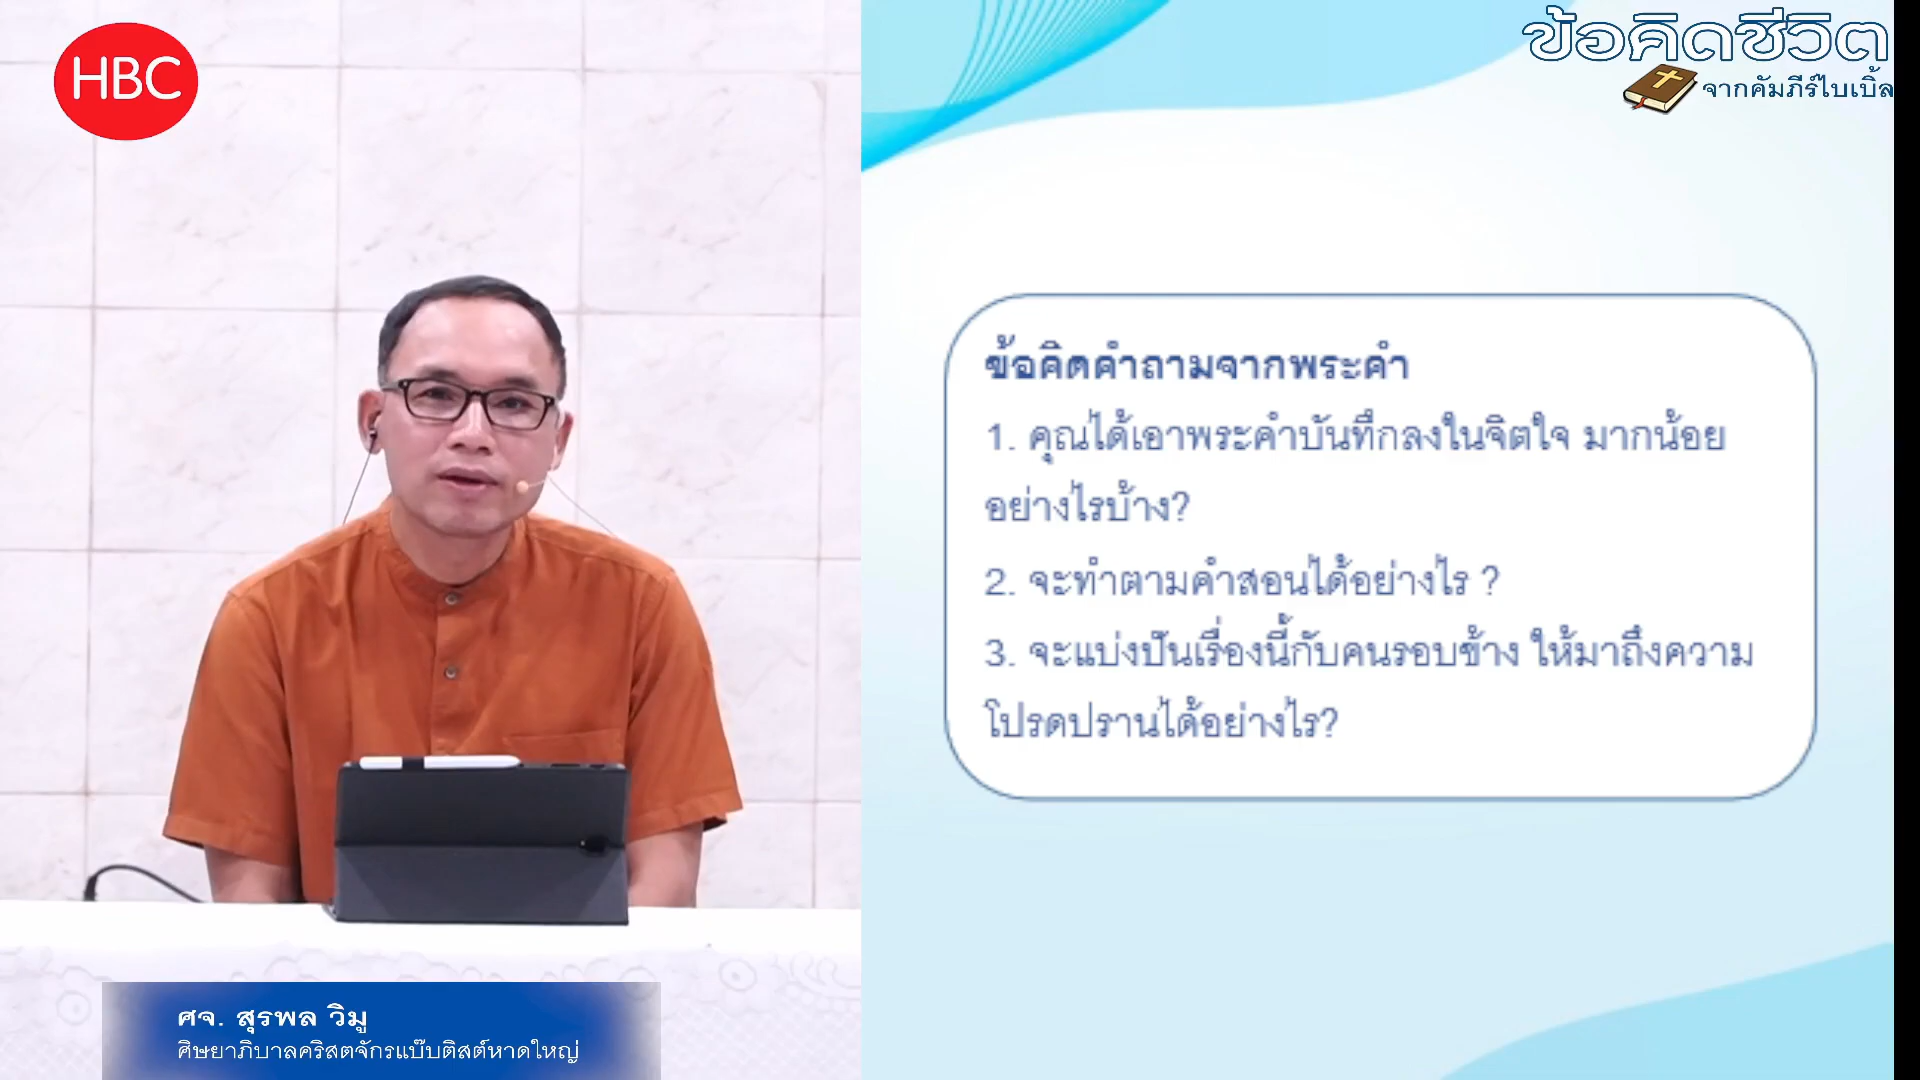 HBC
ข้อคิดชีวิต
จากคัมภีร์ไบเบิ้ล
ข้อคิดคำถามจากพระคำ
1. คุณได้เอาพระคำบันทึกลงในจิตใจ มากน้อย
อย่างไรบ้าง?
2. จะทำตามคำสอนได้อย่างไร ?
3. จะแบ่งปันเรื่องนี้กับคนรอบข้าง ให้มาถึงความ
โปรดปรานได้อย่างไร?
ศจ. สุรพล วิมู
ศิษยาภิบาลคริสตจักรแบ๊บติสต์หาดใหญ่